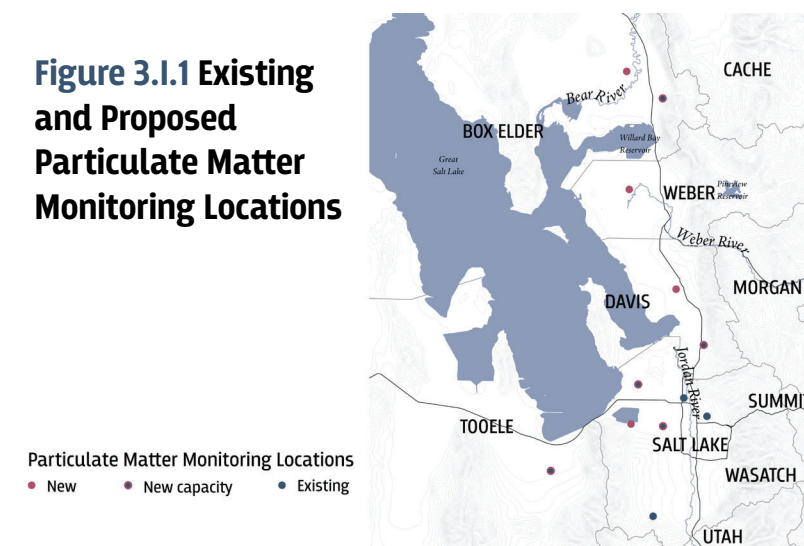 Figure 3.I.1 Existing
and Proposed
Particulate Matter
Monitoring Locations
CACHE
Bear River
BOX ELDER
Willard Bay
Reservoir
Great
Salt Lake
WEBER
Pineview
Reservoir
Weber River
MORGAN
DAVIS
Jordan River
SUMMI
TOOELE
SALT LAKE
WASATCH
UTAH
Particulate Matter Monitoring Locations
New
New capacity
Existing